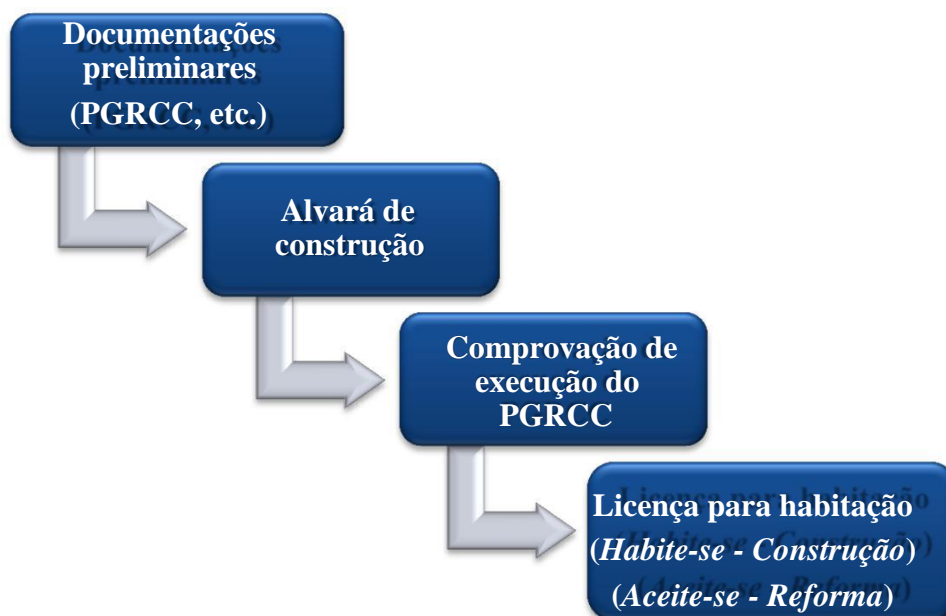 Documentações
preliminares
(PGRCC, etc.)
Alvará de
construção
Comprovação de
execução do
PGRCC
Licença para habitação
(Habite-se - Construção)
(Aceite-se - Reforma)